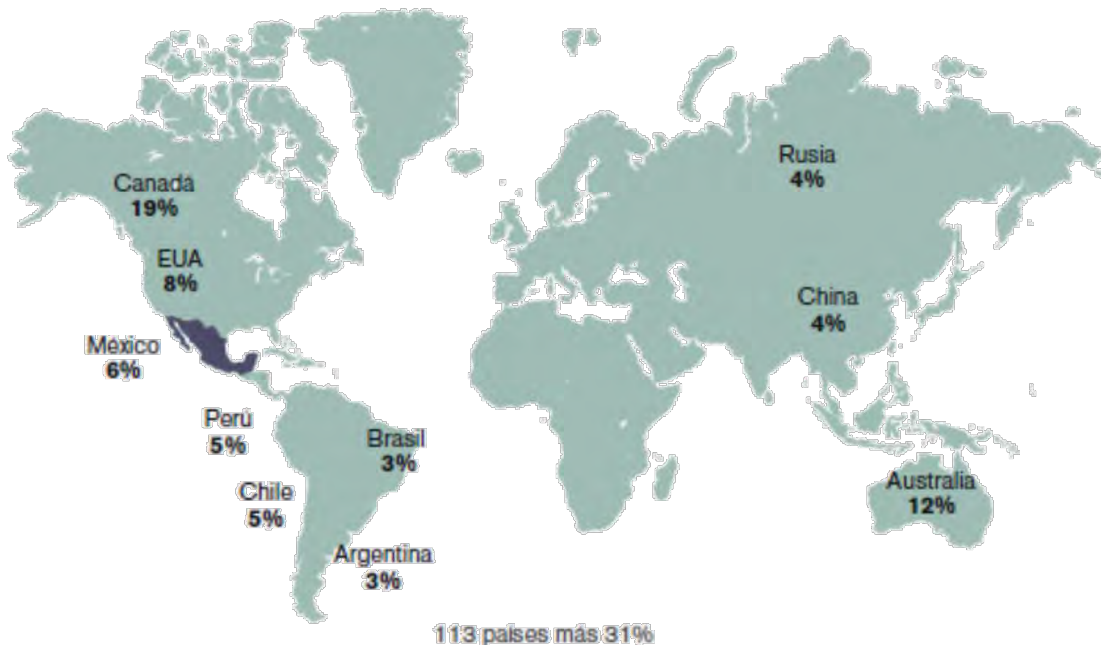 Canadá
19%
EUA
8%
México
6%
Perú
5%
Chile
5%
Brasil
3%
Argentina
3%
Rusia
4%
China
4%
Australia
12%
113 países más 31%